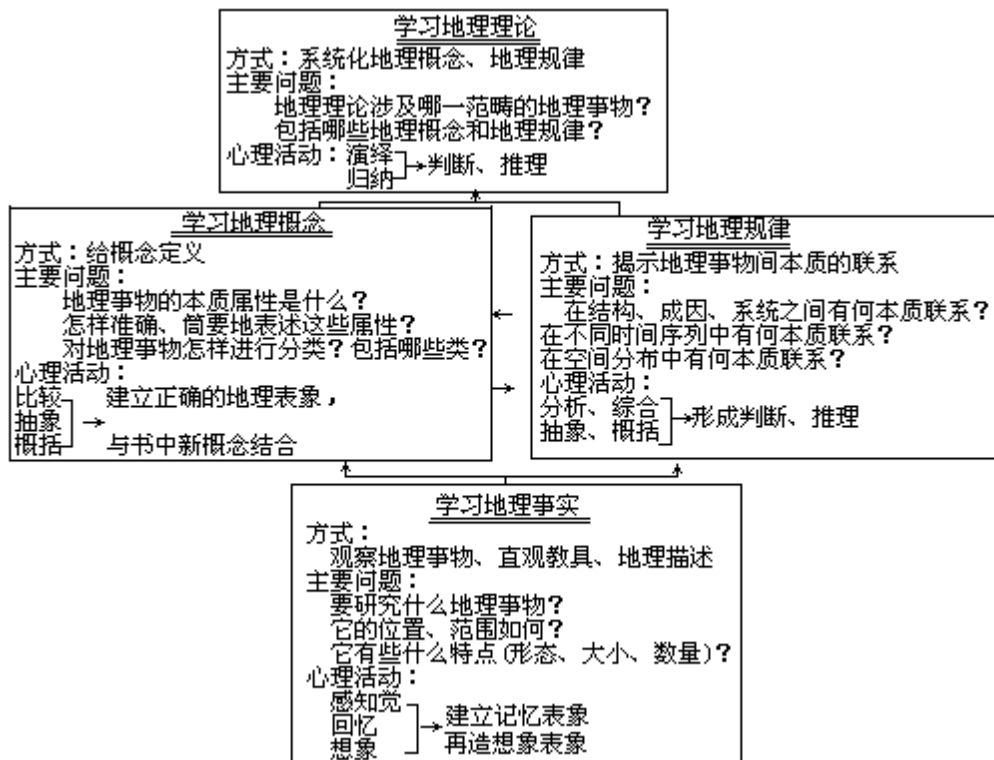 学习地理理论
方式：系统化地理概念、地理规律
主要问题：
地理理论涉及哪一范畴的地理事物？
包括哪些地理概念和地理规律？
心理活动：演绎
归纳
判断、推理
学习地理概念
方式：给概念定义
主要问题：
地理事物的本质属性是什么？
怎样准确、简要地表述这些属性？
对地理事物怎样进行分类？包括哪些类？
心理活动：
比较
抽象
概括
建立正确的地理表象，
与书中新概念结合
学习地理规律
方式：揭示地理事物间本质的联系
主要问题：
在结构、成因、系统之间有何本质联系？
在不同时间序列中有何本质联系？
在空间分布中有何本质联系？
心理活动：
分析、综合
抽象、概括
形成判断、推理
学习地理事实
方式：
观察地理事物、直观教具、地理描述
主要问题：
要研究什么地理事物？
它的位置、范围如何？
它有些什么特点(形态、大小、数量)？
心理活动：
感知觉
回忆
想象
建立记忆表象
再造想象表象